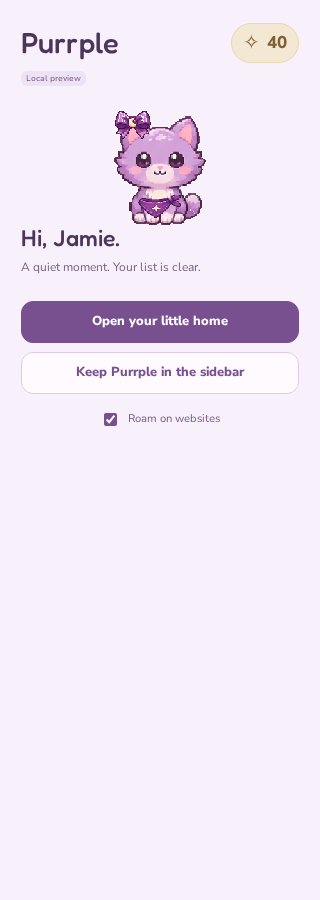 Purrple
✧ 40
Local preview
Hi, Jamie.
A quiet moment. Your list is clear.
Open your little home
Keep Purrple in the sidebar
Roam on websites